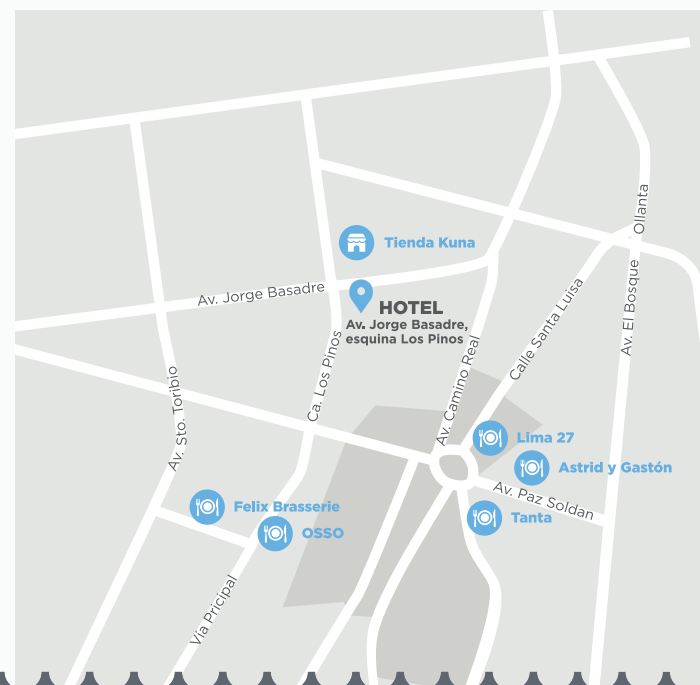 Ollanta
Tienda Kuna
Av. Jorge Basadre
Av. El Bosque
Calle Santa Luisa
HOTEL
Av. Jorge Basadre,
esquina Los Pinos
Ca. Los Pinos
Av. Camino Real
Av. Sto. Toribio
Lima 27
Astrid y Gastón
Av. Paz Soldan
Felix Brasserie
Tanta
OSSO
Vía Pricipal